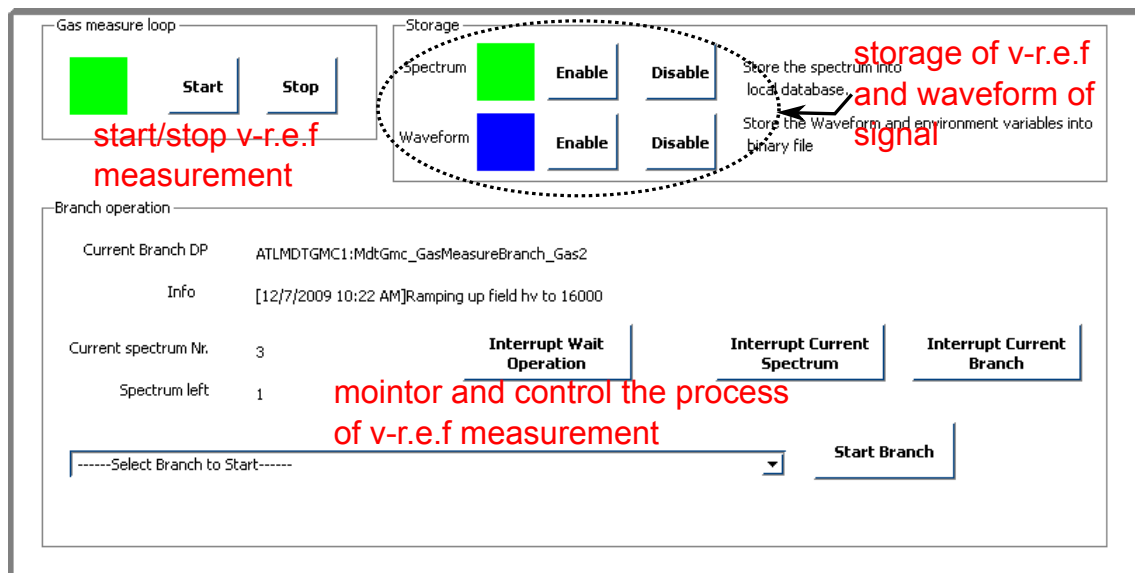 Gas measure loop
Start
Stop
start/stop v-r.e.f
measurement
Storage
Spectrum
Enable
Disable
Store the spectrum into
local database.
Waveform
Enable
Disable
Store the Waveform and environment variables into
binary file
storage of v-r.e.f
and waveform of
signal
Branch operation
Current Branch DP
ATLMDTGMC1:MdtGmc_GasMeasureBranch_Gas2
Info
[12/7/2009 10:22 AM]Ramping up field hv to 16000
Current spectrum Nr.
3
Interrupt Wait
Operation
Interrupt Current
Spectrum
Interrupt Current
Branch
Spectrum left
1
mointor and control the process
of v-r.e.f measurement
------Select Branch to Start------
Start Branch